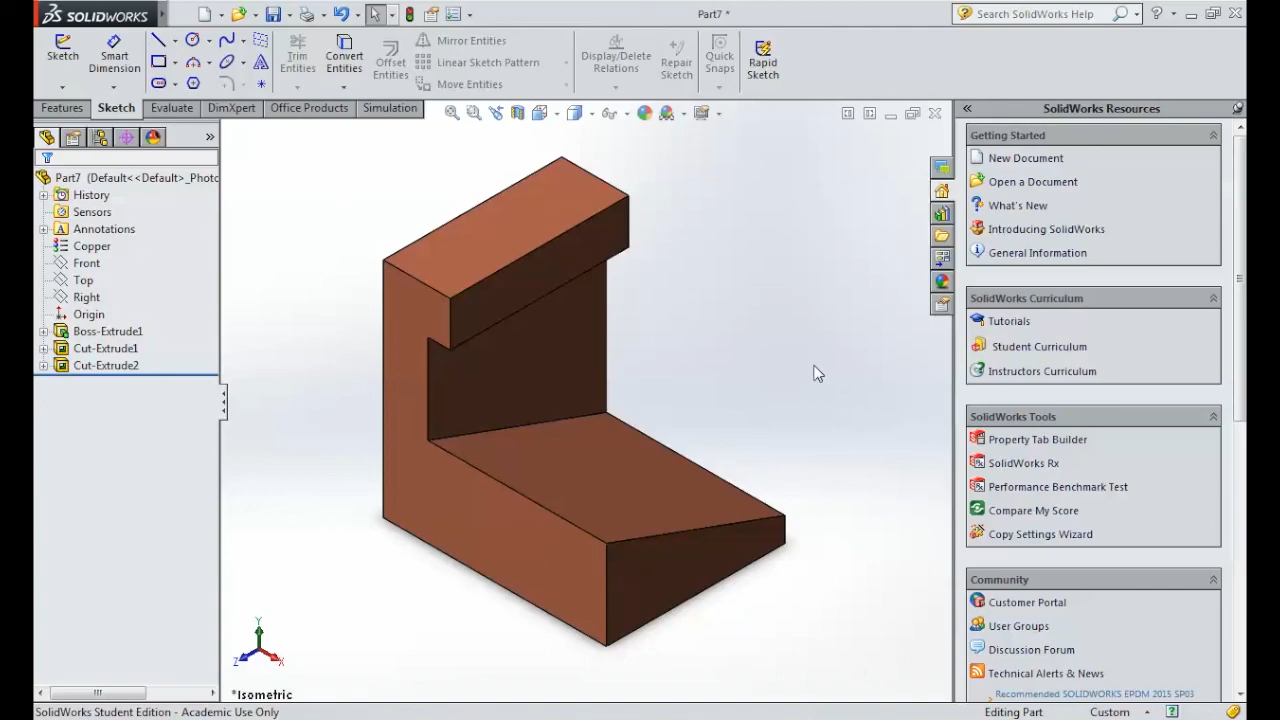 SOLIDWORKS
Part7 *
Search SolidWorks Help
Sketch
Smart Dimension
Trim Entities
Convert Entities
Offset Entities
Mirror Entities
Linear Sketch Pattern
Move Entities
Display/Delete Relations
Repair Sketch
Quick Snaps
Rapid Sketch
Features Sketch Evaluate DimXpert Office Products Simulation
Part7 (Default<<Default>_Photo
History
Sensors
Annotations
Copper
Front
Top
Right
Origin
Boss-Extrude1
Cut-Extrude1
Cut-Extrude2
Y
Z
X
*Isometric
SolidWorks Resources
Getting Started
New Document
Open a Document
What's New
Introducing SolidWorks
General Information
SolidWorks Curriculum
Tutorials
Student Curriculum
Instructors Curriculum
SolidWorks Tools
Property Tab Builder
SolidWorks Rx
Performance Benchmark Test
Compare My Score
Copy Settings Wizard
Community
Customer Portal
User Groups
Discussion Forum
Technical Alerts & News
Recommended SOLIDWORKS EPDM 2015 SP03
SolidWorks Student Edition - Academic Use Only
Editing Part
Custom